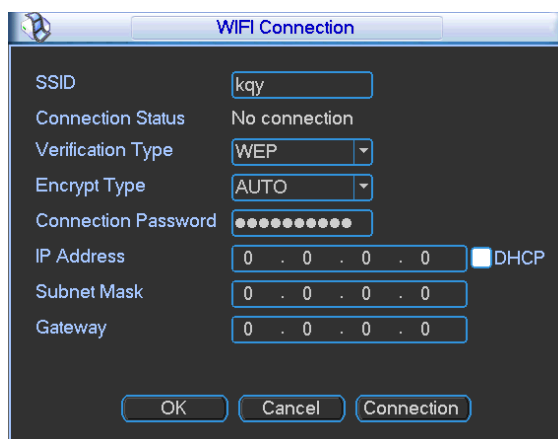 WIFI Connection
SSID kqy
Connection Status No connection
Verification Type WEP
Encrypt Type AUTO
Connection Password ●●●●●●●●●●
IP Address 0 . 0 . 0 . 0 DHCP
Subnet Mask 0 . 0 . 0 . 0
Gateway 0 . 0 . 0 . 0
OK Cancel Connection